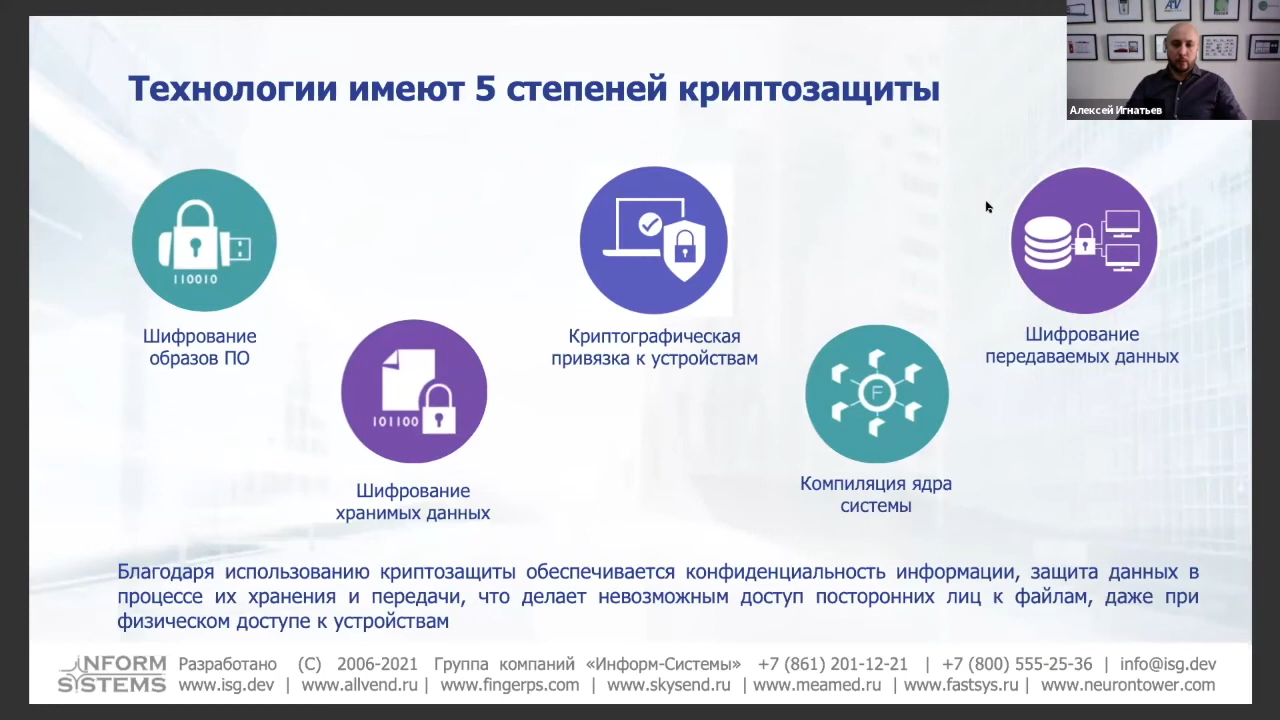 Технологии имеют 5 степеней криптозащиты
Алексей Игнатьев
110010
Шифрование
образов ПО
101100
Шифрование
хранимых данных
Криптографическая
привязка к устройствам
F
Компиляция ядра
системы
Шифрование
передаваемых данных
Благодаря использованию криптозащиты обеспечивается конфиденциальность информации, защита данных в
процессе их хранения и передачи, что делает невозможным доступ посторонних лиц к файлам, даже при
физическом доступе к устройствам
INFORM
SISTEMS
Разработано (С) 2006-2021 Группа компаний «Информ-Системы» +7 (861) 201-12-21 | +7 (800) 555-25-36 | info@isg.dev
www.isg.dev | www.allvend.ru | www.fingerps.com | www.skysend.ru | www.meamed.ru | www.fastsys.ru | www.neurontower.com